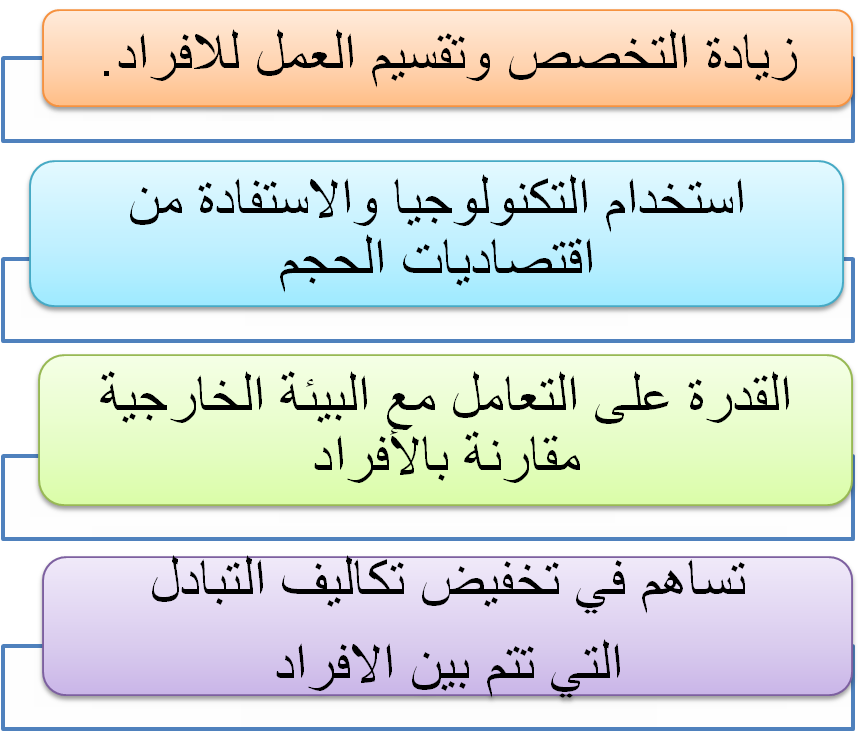 زيادة التخصص وتقسيم العمل للافراد.
استخدام التكنولوجيا والاستفادة من
اقتصاديات الحجم
القدرة على التعامل مع البيئة الخارجية
مقارنة بالأفراد
تساهم في تخفيض تكاليف التبادل
التي تتم بين الافراد